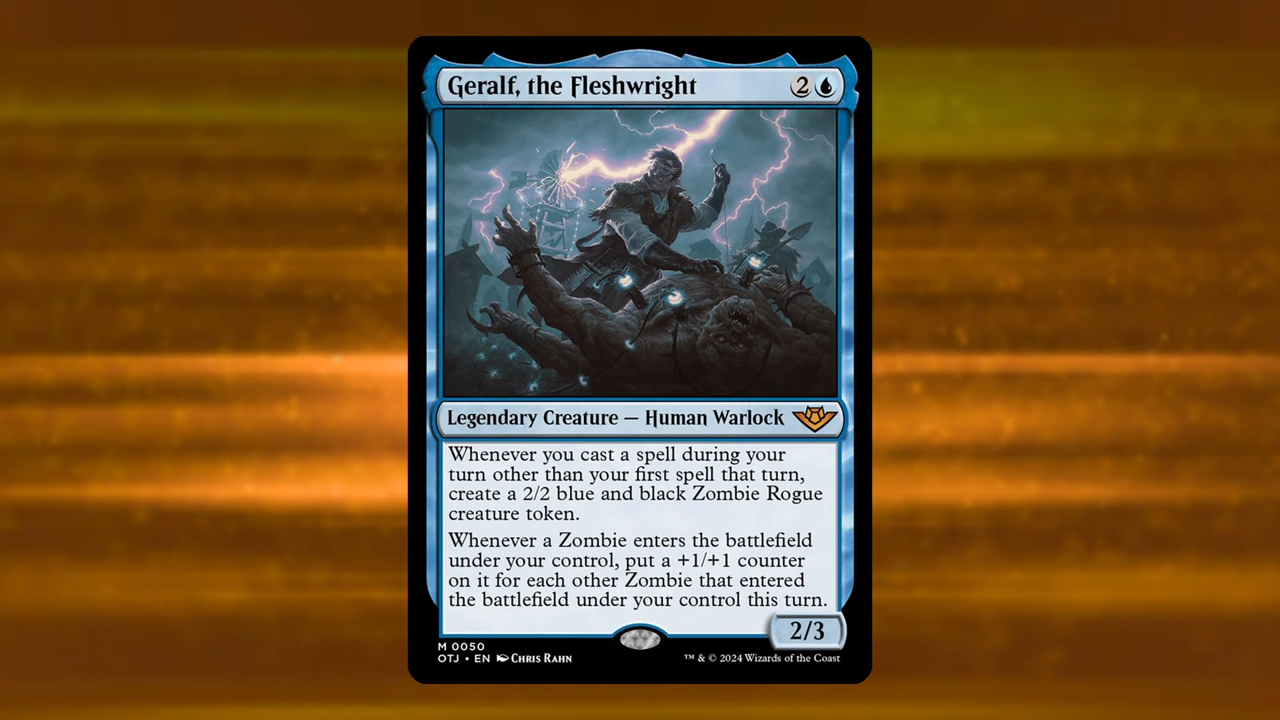 Geralf, the Fleshwright 2
Legendary Creature — Human Warlock
Whenever you cast a spell during your
turn other than your first spell that turn,
create a 2/2 blue and black Zombie Rogue
creature token.
Whenever a Zombie enters the battlefield
under your control, put a +1/+1 counter
on it for each other Zombie that entered
the battlefield under your control this turn.
2/3
M 0050
OTJ • EN Chris Rahn
™ & © 2024 Wizards of the Coast